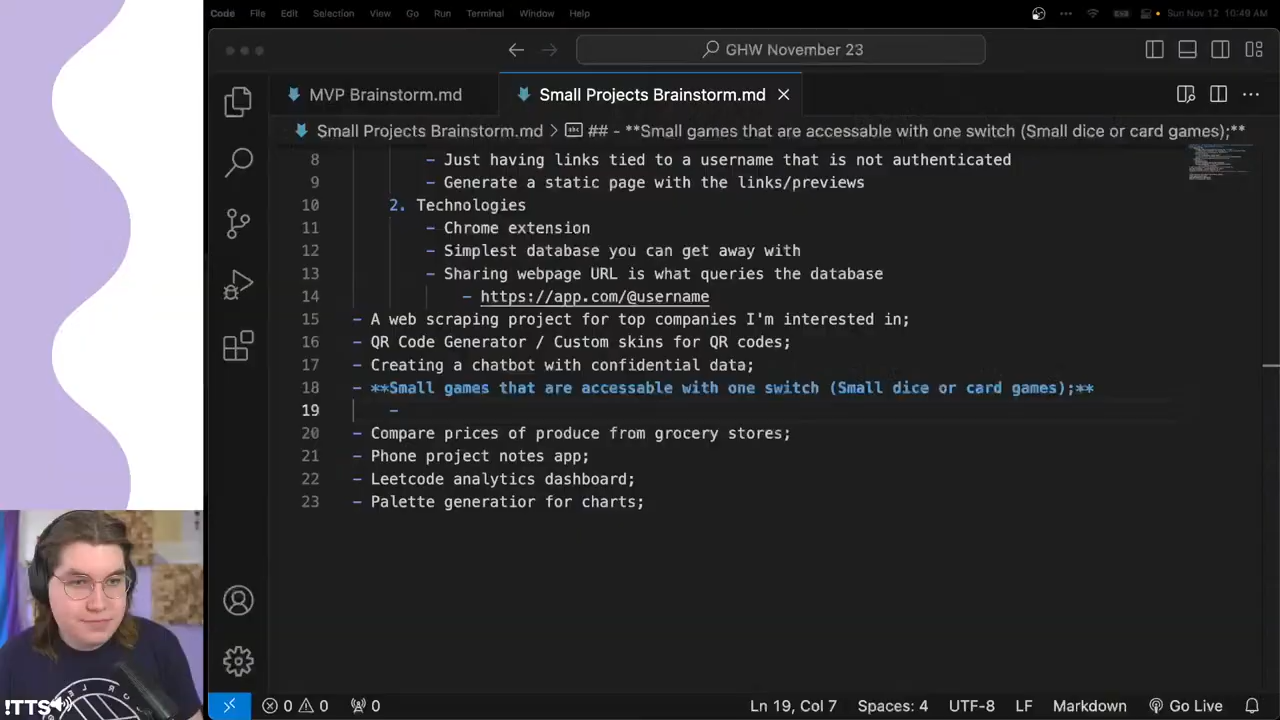 Code File Edit Selection View Go Run Terminal Window Help Sun Nov 12 10:49 AM
GHW November 23
MVP Brainstorm.md Small Projects Brainstorm.md
Small Projects Brainstorm.md > ## - **Small games that are accessable with one switch (Small dice or card games);**
8 - Just having links tied to a username that is not authenticated
9 - Generate a static page with the links/previews
10 2. Technologies
11 - Chrome extension
12 - Simplest database you can get away with
13 - Sharing webpage URL is what queries the database
14 - https://app.com/@username
15 - A web scraping project for top companies I'm interested in;
16 - QR Code Generator / Custom skins for QR codes;
17 - Creating a chatbot with confidential data;
18 - **Small games that are accessable with one switch (Small dice or card games);**
19 -
20 - Compare prices of produce from grocery stores;
21 - Phone project notes app;
22 - Leetcode analytics dashboard;
23 - Palette generatior for charts;
!TTS
0 0 0 Ln 19, Col 7 Spaces: 4 UTF-8 LF Markdown Go Live